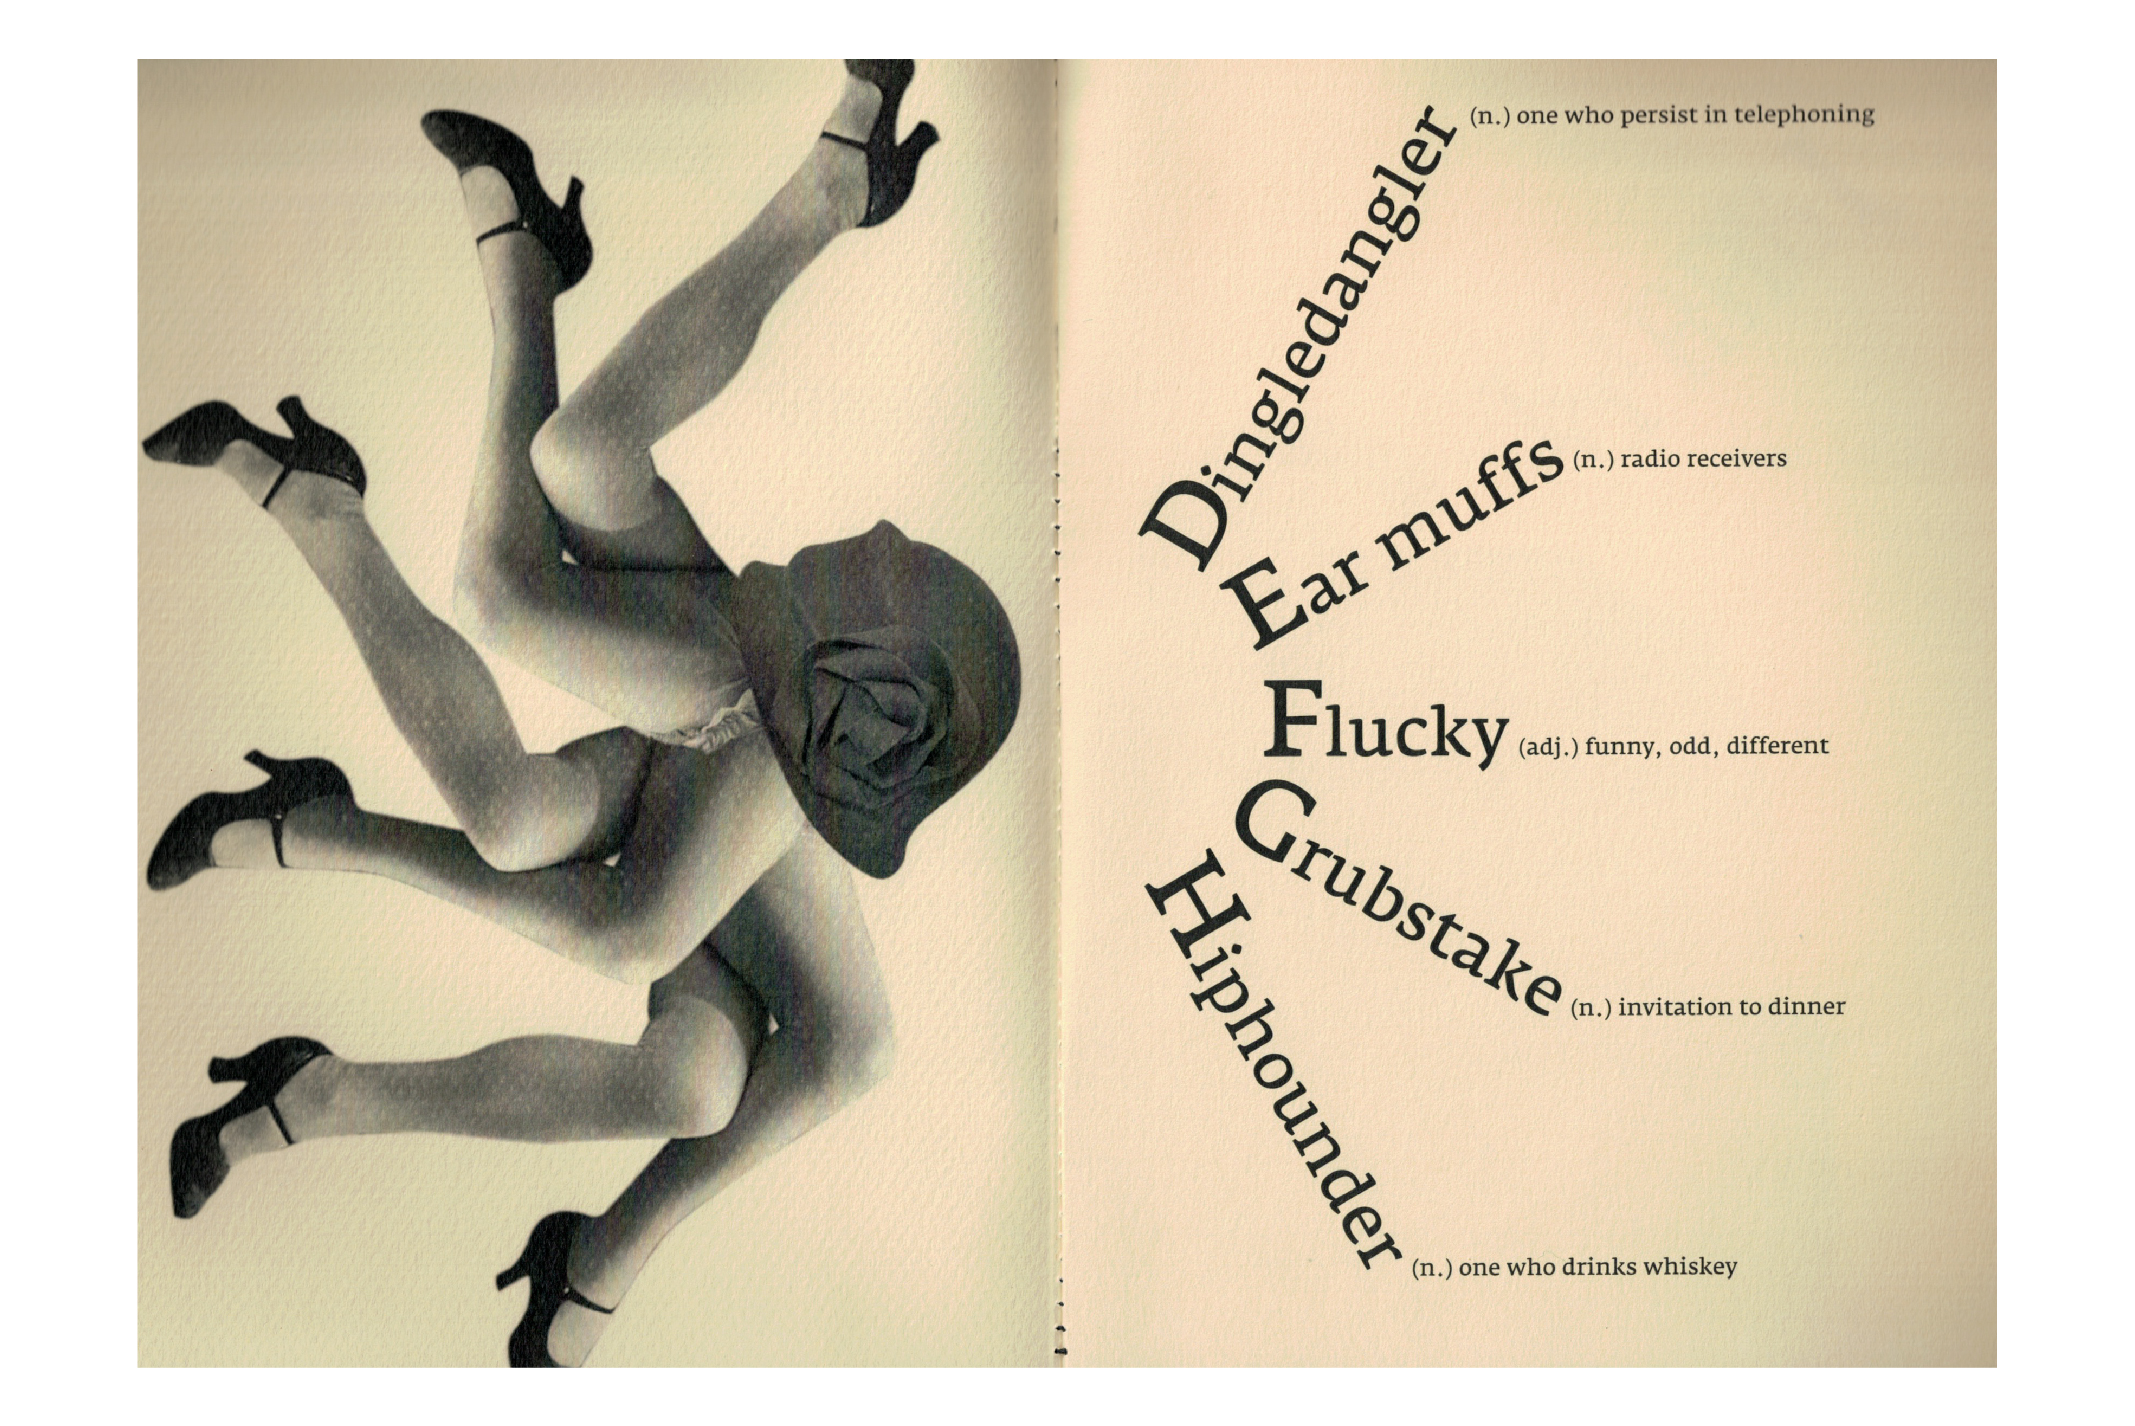 Dingledangler (n.) one who persist in telephoning
Ear muffs (n.) radio receivers
Flucky (adj.) funny, odd, different
Grubstake (n.) invitation to dinner
Hiphounder (n.) one who drinks whiskey